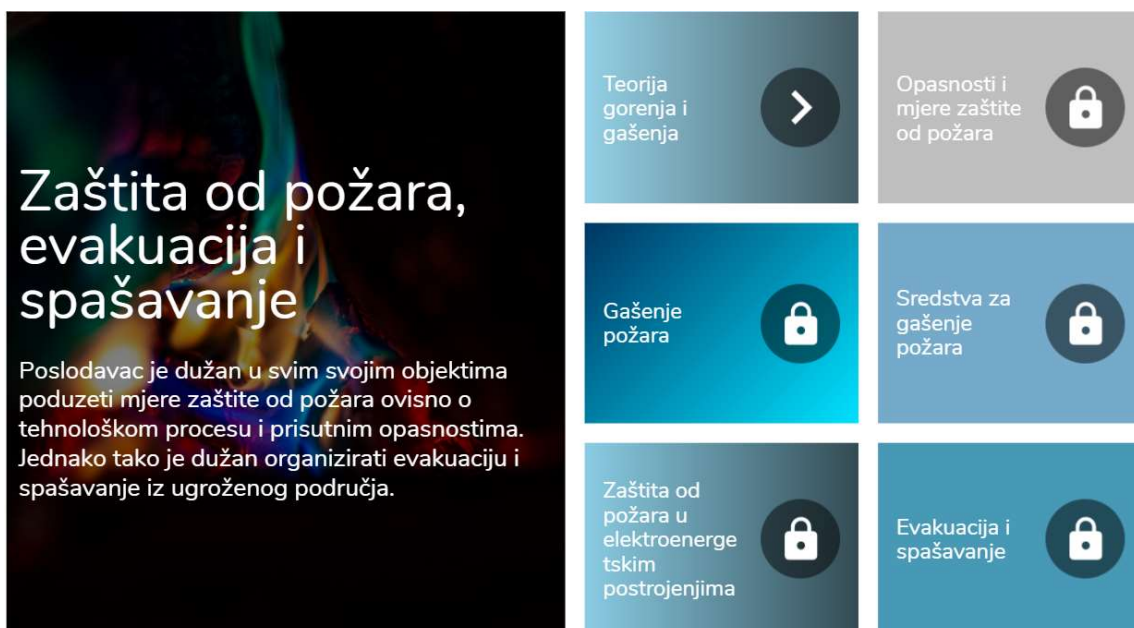 Zaštita od požara,
evakuacija i
spašavanje
Poslodavac je dužan u svim svojim objektima
poduzeti mjere zaštite od požara ovisno o
tehnološkom procesu i prisutnim opasnostima.
Jednako tako je dužan organizirati evakuaciju i
spašavanje iz ugroženog područja.
Teorija
gorenja i
gašenja
Opasnosti i
mjere zaštite
od požara
Gašenje
požara
Sredstva za
gašenje
požara
Zaštita od
požara u
elektroenerge
tskim
postrojenjima
Evakuacija i
spašavanje